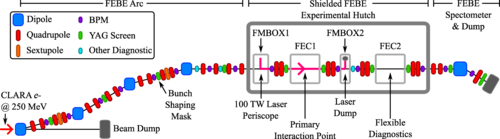 FEBE Arc
Shielded FEBE
Experimental Hutch
FEBE
Spectometer
& Dump
Dipole
Quadrupole
Sextupole
BPM
YAG Screen
Other Diagnostic
FMBOX1
FEC1
FMBOX2
FEC2
CLARA e-
@ 250 MeV
Beam Dump
Bunch
Shaping
Mask
100 TW Laser
Periscope
Primary
Interaction Point
Laser
Dump
Flexible
Diagnostics